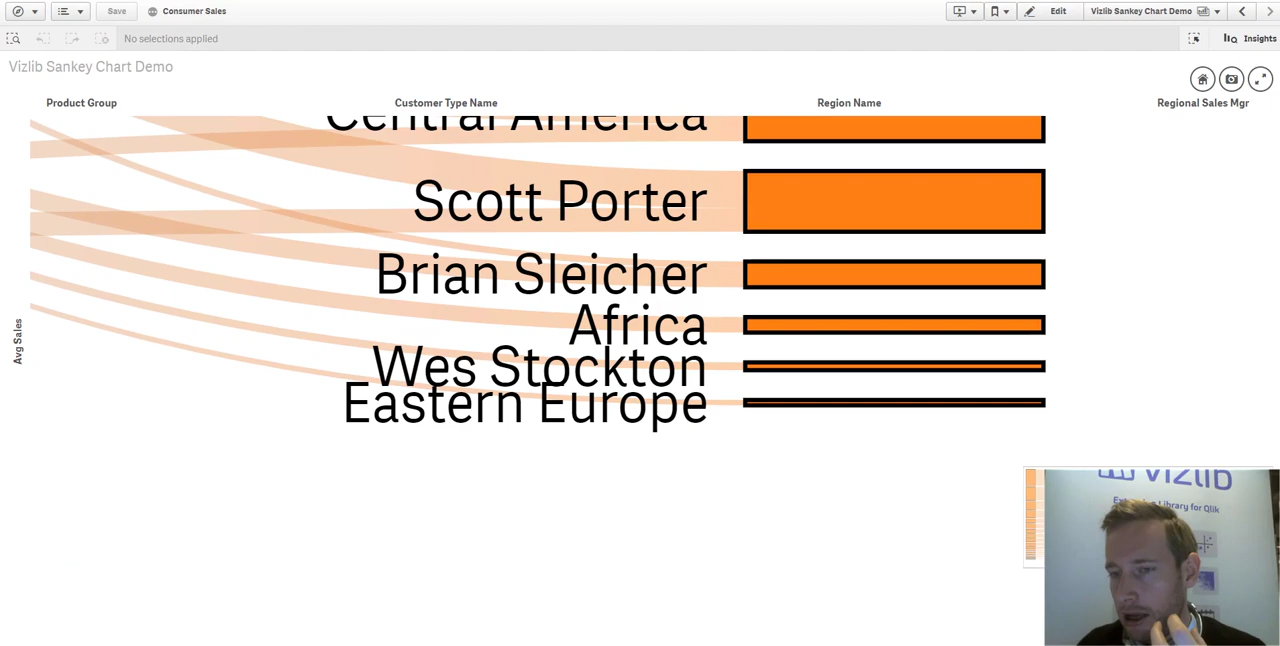 Save
Consumer Sales
Edit
Vizlib Sankey Chart Demo
No selections applied
Insights
Vizlib Sankey Chart Demo
Product Group
Customer Type Name
Region Name
Regional Sales Mgr
Central America
Scott Porter
Brian Sleicher
Africa
Wes Stockton
Eastern Europe
Avg Sales
vizlib
Library for Qlik